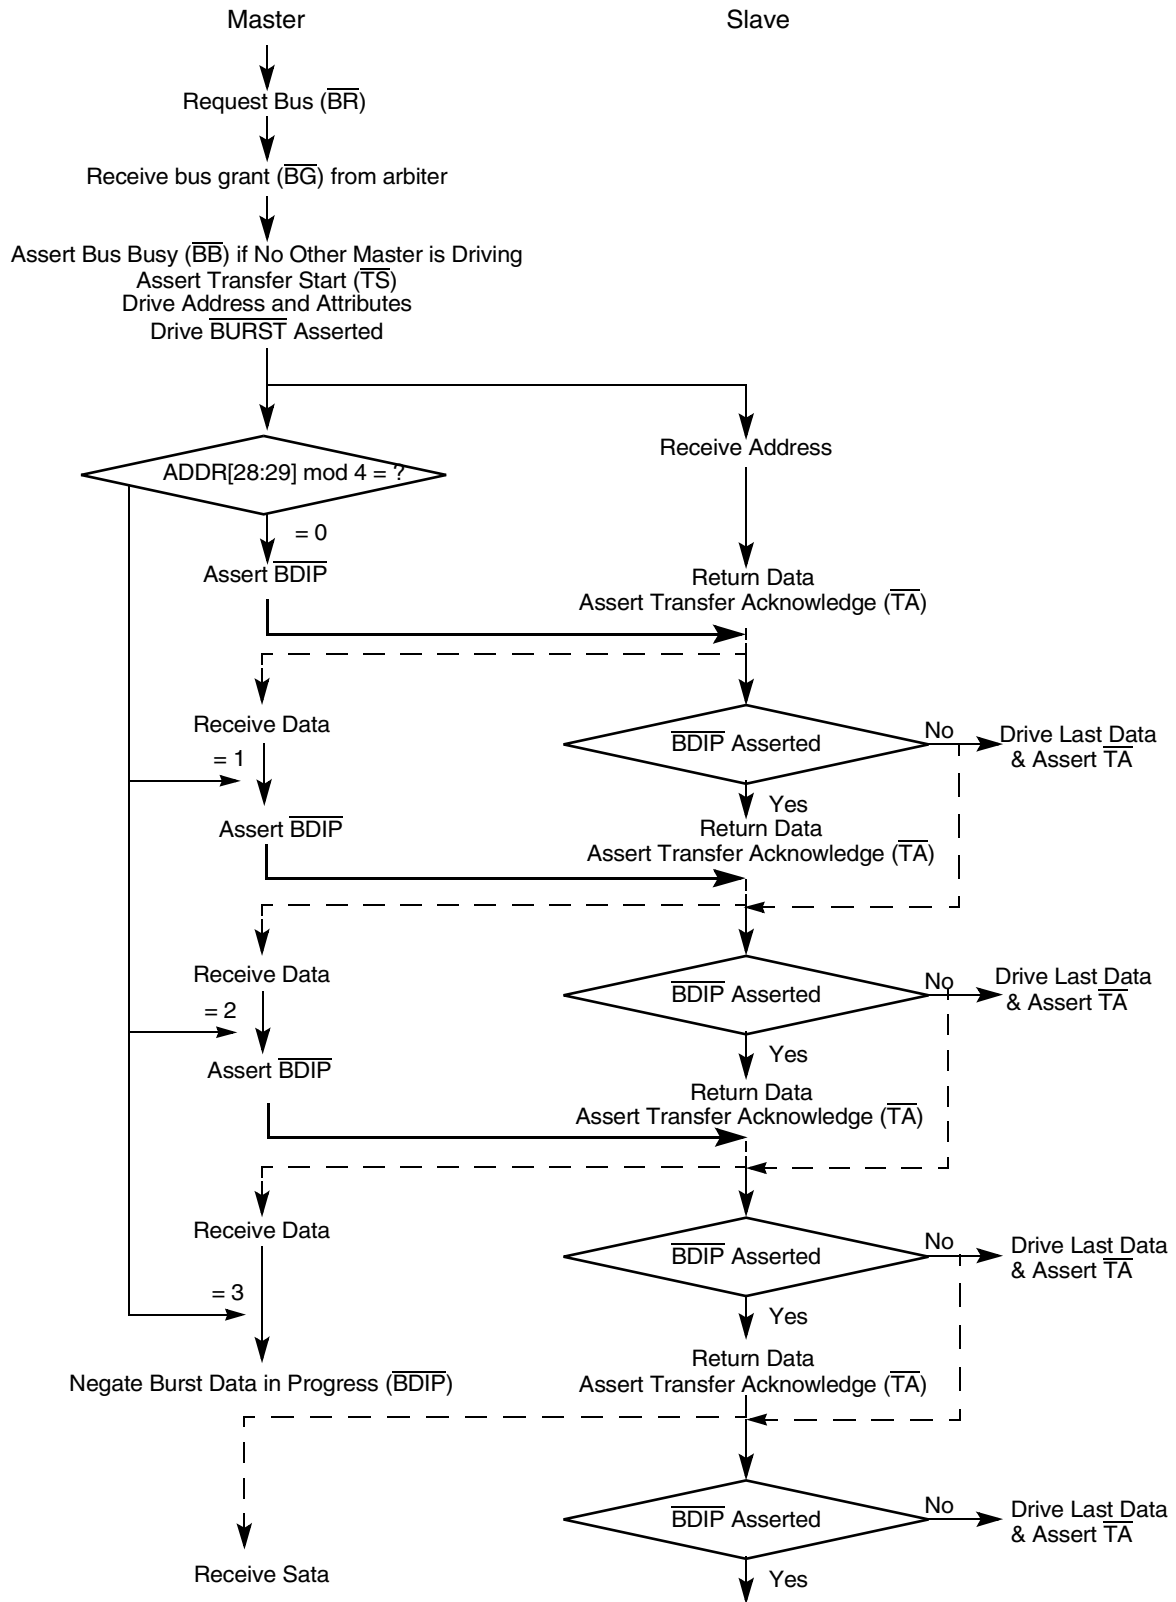 Master
Slave
Request Bus (BR)
Receive bus grant (BG) from arbiter
Assert Bus Busy (BB) if No Other Master is Driving
Assert Transfer Start (TS)
Drive Address and Attributes
Drive BURST Asserted
ADDR[28:29] mod 4 = ?
Receive Address
= 0
Assert BDIP
Return Data
Assert Transfer Acknowledge (TA)
Receive Data
BDIP Asserted
No
Drive Last Data
& Assert TA
= 1
Yes
Assert BDIP
Return Data
Assert Transfer Acknowledge (TA)
Receive Data
BDIP Asserted
No
Drive Last Data
& Assert TA
= 2
Yes
Assert BDIP
Return Data
Assert Transfer Acknowledge (TA)
Receive Data
BDIP Asserted
No
Drive Last Data
& Assert TA
= 3
Yes
Negate Burst Data in Progress (BDIP)
Return Data
Assert Transfer Acknowledge (TA)
BDIP Asserted
No
Drive Last Data
& Assert TA
Receive Sata
Yes